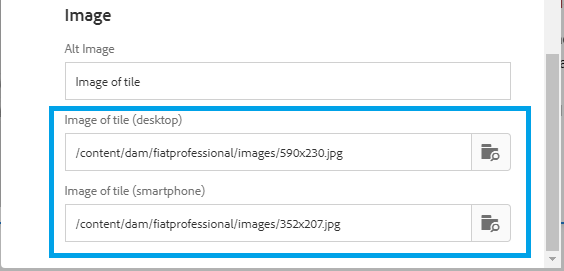 Image
Alt Image
Image of tile
Image of tile (desktop)
/content/dam/fiatprofessional/images/590x230.jpg
Image of tile (smartphone)
/content/dam/fiatprofessional/images/352x207.jpg